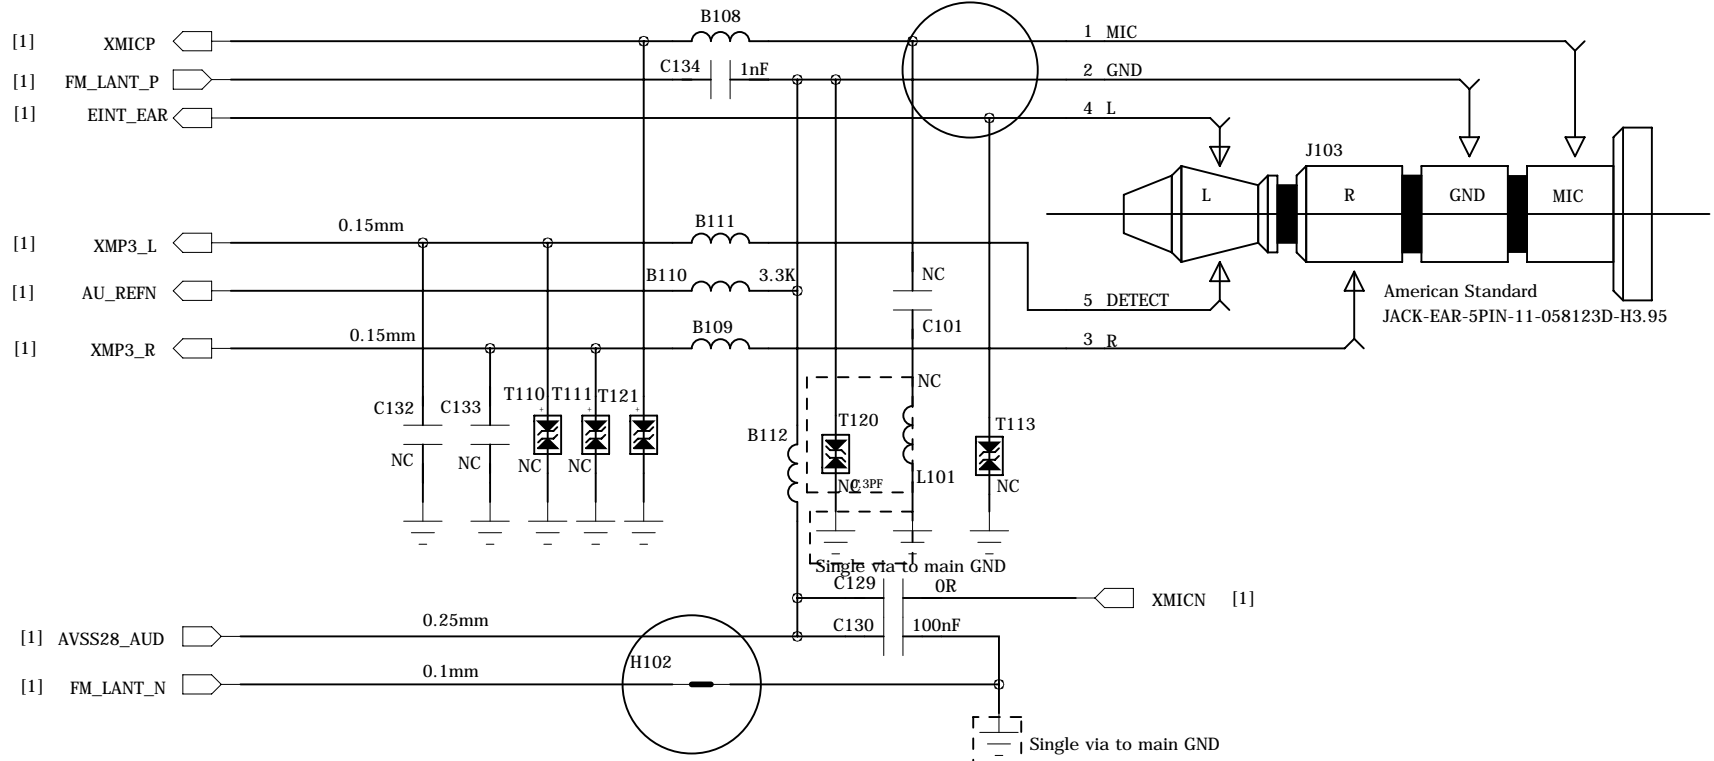 B108
[1] XMICP 1 MIC
C134 1nF
[1] FM_LANT_P 2 GND
[1] EINT_EAR 4 L
J103
L R GND MIC
0.15mm B111
[1] XMP3_L
B110 3.3K NC
[1] AU_REFN American Standard
5 DETECT
JACK-EAR-5PIN-11-058123D-H3.95
0.15mm B109 C101
[1] XMP3_R 3 R
NC
C132 C133 T110 T111 T121
T120 T113
B112
NC NC NC NC
NC 0.3PF L101 NC
Single via to main GND
C129 0R
XMICN [1]
0.25mm C130 100nF
[1] AVSS28_AUD
H102
0.1mm
[1] FM_LANT_N
Single via to main GND